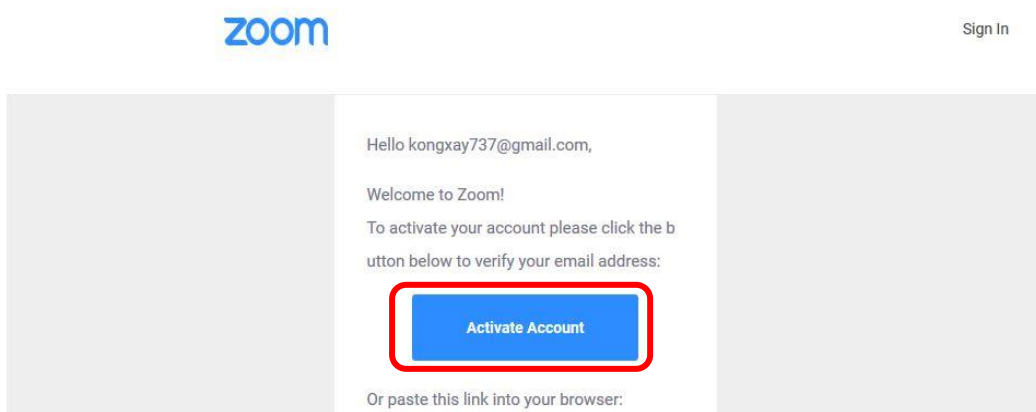 zoom
Sign In
Hello kongxay737@gmail.com,
Welcome to Zoom!
To activate your account please click the b
utton below to verify your email address:
Activate Account
Or paste this link into your browser: